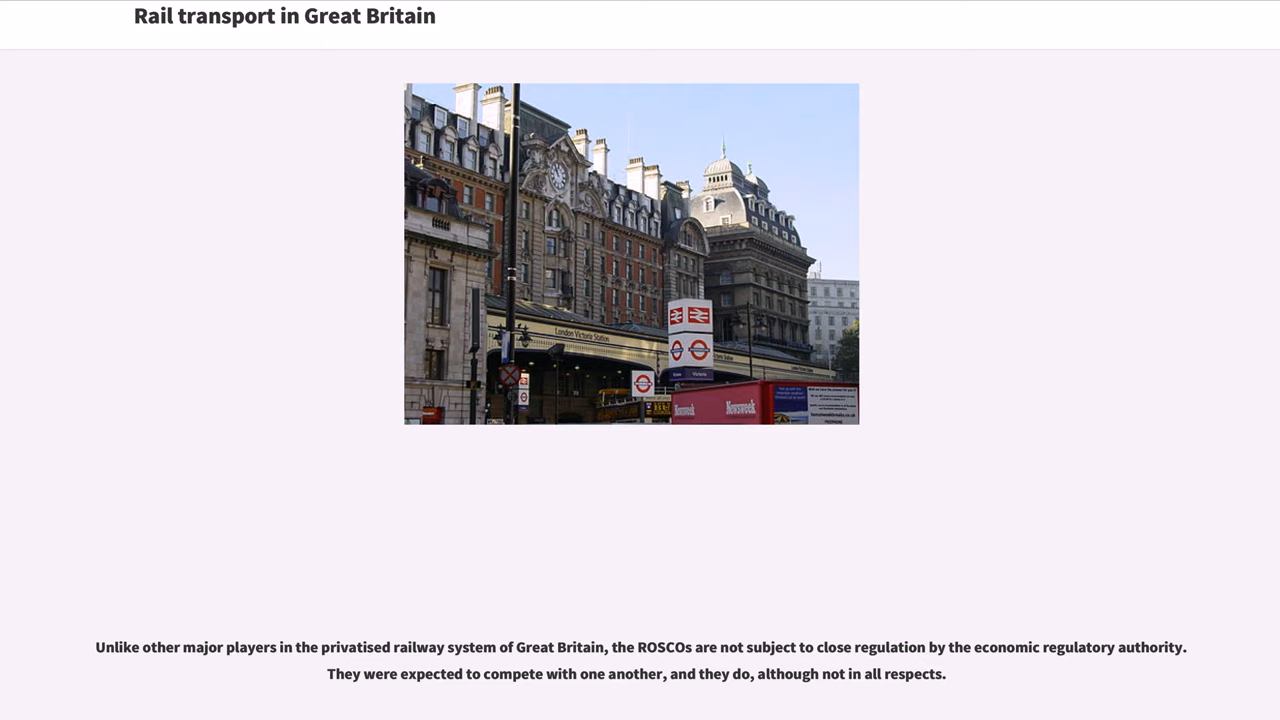 Rail transport in Great Britain
London Victoria Station
Victoria
Newsweek
Newsweek
Unlike other major players in the privatised railway system of Great Britain, the ROSCOs are not subject to close regulation by the economic regulatory authority.
They were expected to compete with one another, and they do, although not in all respects.